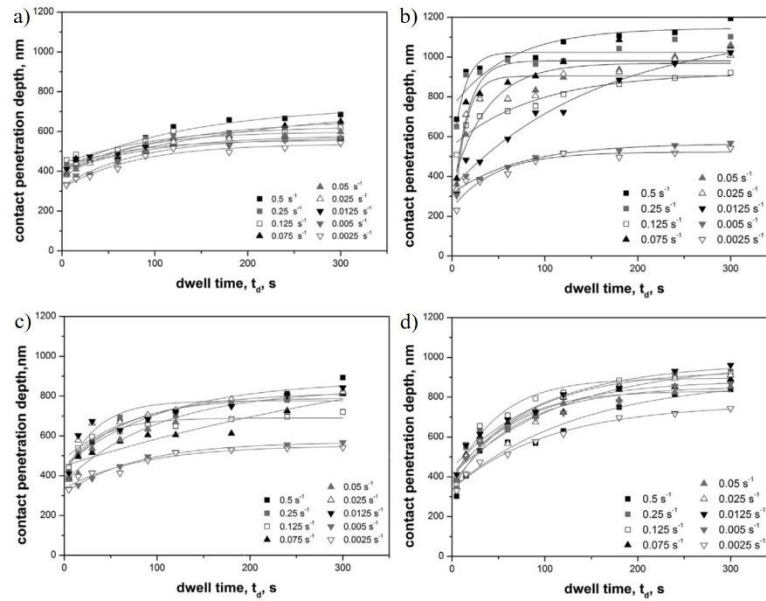 a)
1200
1000
800
600
400
200
0
contact penetration depth, nm
0.5 s⁻¹
0.25 s⁻¹
0.125 s⁻¹
0.075 s⁻¹
0.05 s⁻¹
0.025 s⁻¹
0.0125 s⁻¹
0.005 s⁻¹
0.0025 s⁻¹
0 100 200 300
dwell time, t_d, s
b)
1200
1000
800
600
400
200
0
contact penetration depth, nm
0.5 s⁻¹
0.25 s⁻¹
0.125 s⁻¹
0.075 s⁻¹
0.05 s⁻¹
0.025 s⁻¹
0.0125 s⁻¹
0.005 s⁻¹
0.0025 s⁻¹
0 100 200 300
dwell time, t_d, s
c)
1200
1000
800
600
400
200
0
contact penetration depth,nm
0.5 s⁻¹
0.25 s⁻¹
0.125 s⁻¹
0.075 s⁻¹
0.05 s⁻¹
0.025 s⁻¹
0.0125 s⁻¹
0.005 s⁻¹
0.0025 s⁻¹
0 100 200 300
dwell time, t_d, s
d)
1200
1000
800
600
400
200
0
contact penetration depth, nm
0.5 s⁻¹
0.25 s⁻¹
0.125 s⁻¹
0.075 s⁻¹
0.05 s⁻¹
0.025 s⁻¹
0.0125 s⁻¹
0.005 s⁻¹
0.0025 s⁻¹
0 100 200 300
dwell time, t_d, s